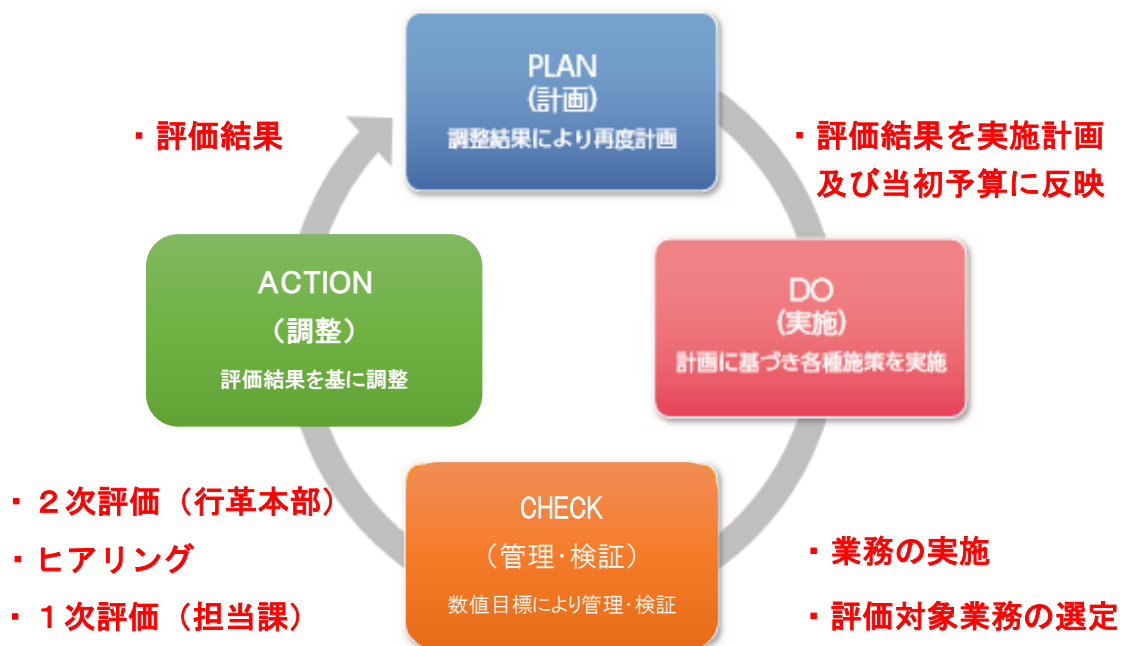 PLAN
(計画)
調整結果により再度計画
・評価結果
・評価結果を実施計画
及び当初予算に反映
ACTION
（調整）
評価結果を基に調整
DO
(実施)
計画に基づき各種施策を実施
・２次評価（行革本部）
・ヒアリング
・１次評価（担当課）
CHECK
（管理・検証）
数値目標により管理・検証
・業務の実施
・評価対象業務の選定